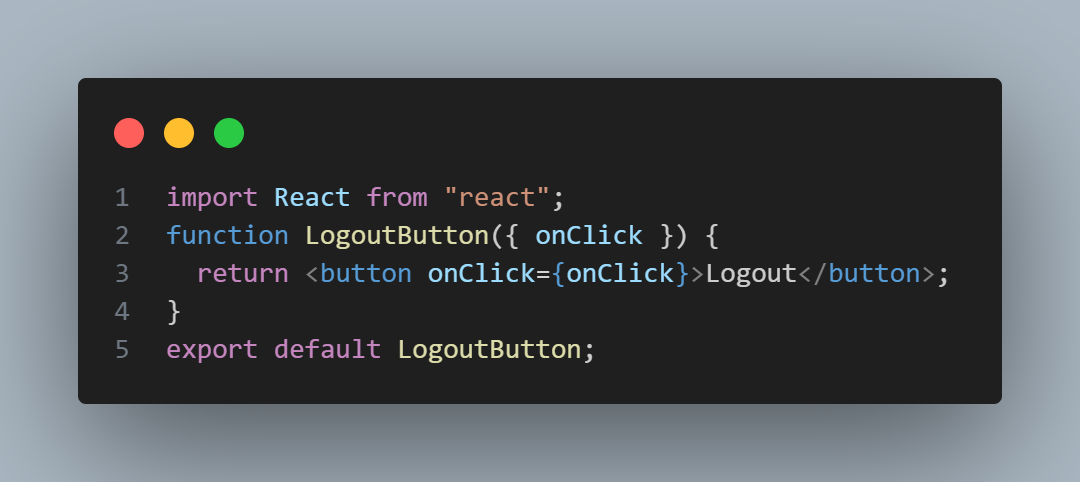 1 import React from "react";
2 function LogoutButton({ onClick }) {
3   return <button onClick={onClick}>Logout</button>;
4 }
5 export default LogoutButton;